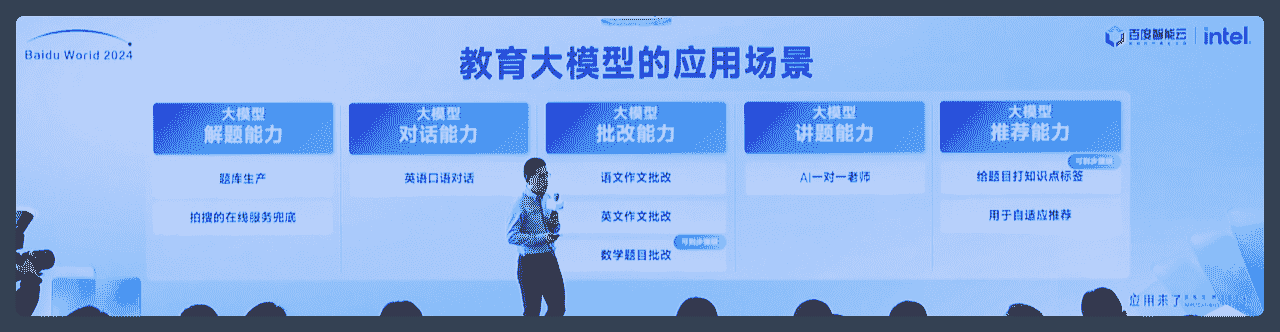 Baidu World 2024
百度智能云
intel.
教育大模型的应用场景
大模型
解题能力
题库生产
拍搜的在线服务兜底
大模型
对话能力
英语口语对话
大模型
批改能力
语文作文批改
英文作文批改
数学题目批改
大模型
讲题能力
AI一对一老师
大模型
推荐能力
给题目打知识点标签
用于自适应推荐
应用来了